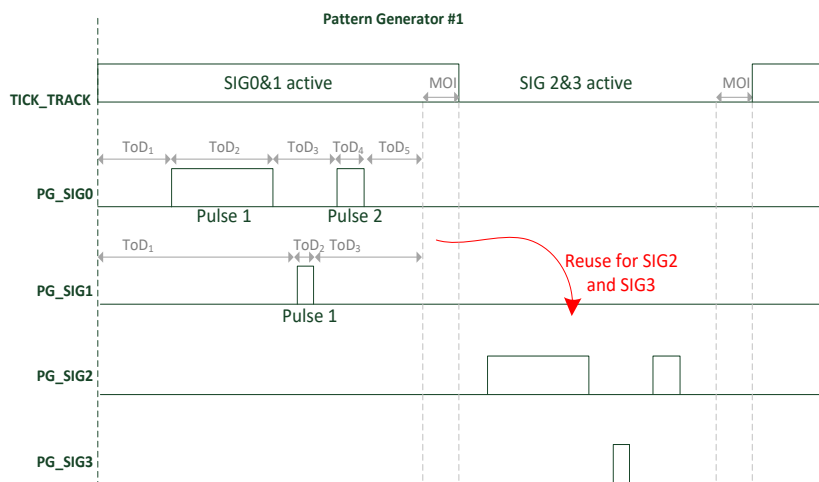 Pattern Generator #1
SIG0&1 active
MOI
SIG 2&3 active
MOI
TICK_TRACK
ToD₁
ToD₂
ToD₃
ToD₄
ToD₅
PG_SIG0
Pulse 1
Pulse 2
ToD₁
ToD₂
ToD₃
Reuse for SIG2
and SIG3
PG_SIG1
Pulse 1
PG_SIG2
PG_SIG3